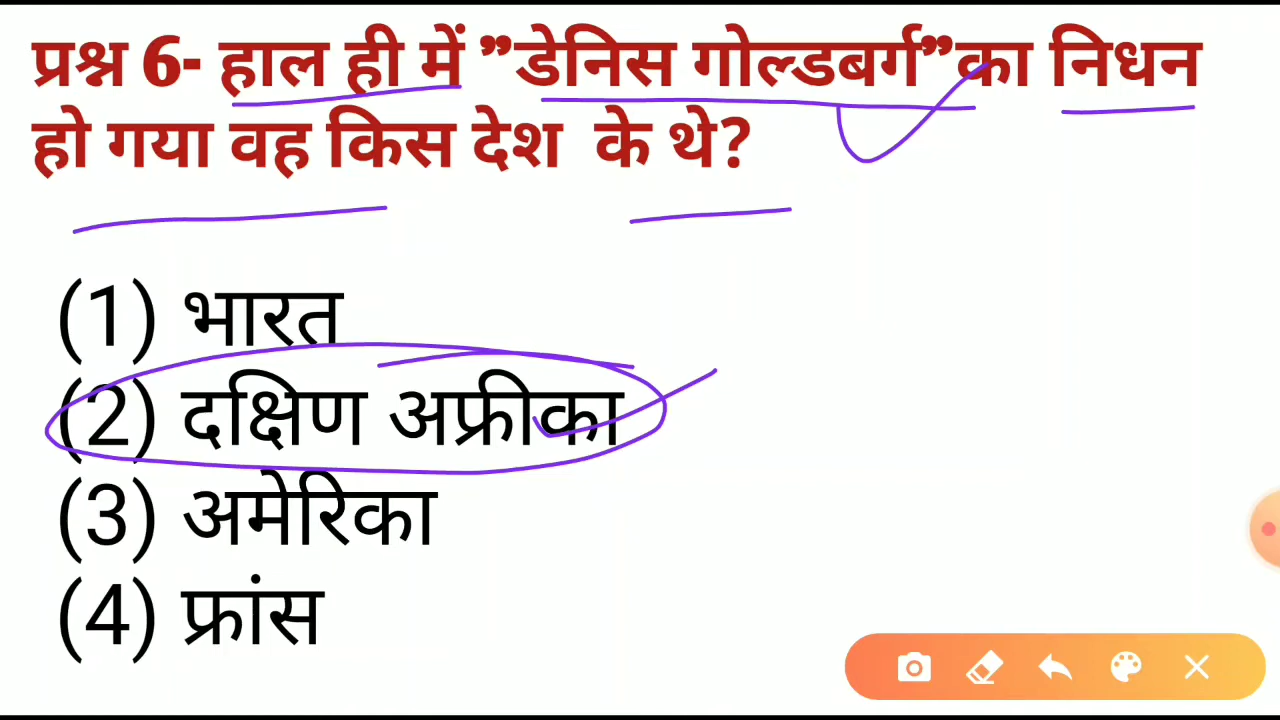 प्रश्न 6- हाल ही में ”डेनिस गोल्डबर्ग”का निधन
हो गया वह किस देश के थे?
(1) भारत
(2) दक्षिण अफ्रीका
(3) अमेरिका
(4) फ्रांस